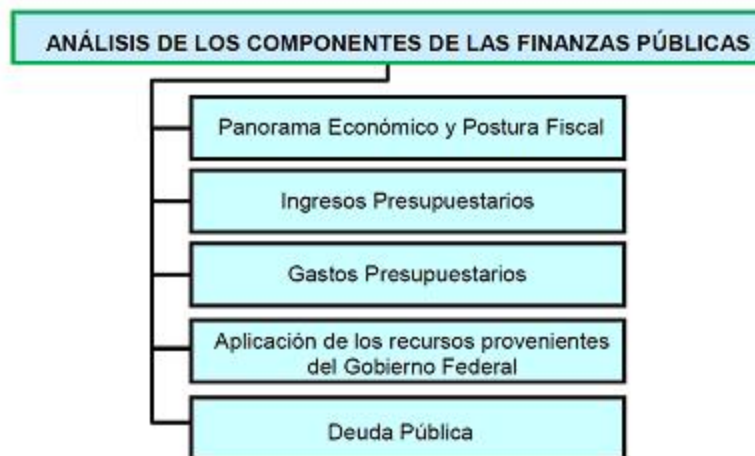 ANÁLISIS DE LOS COMPONENTES DE LAS FINANZAS PÚBLICAS
Panorama Económico y Postura Fiscal
Ingresos Presupuestarios
Gastos Presupuestarios
Aplicación de los recursos provenientes
del Gobierno Federal
Deuda Pública